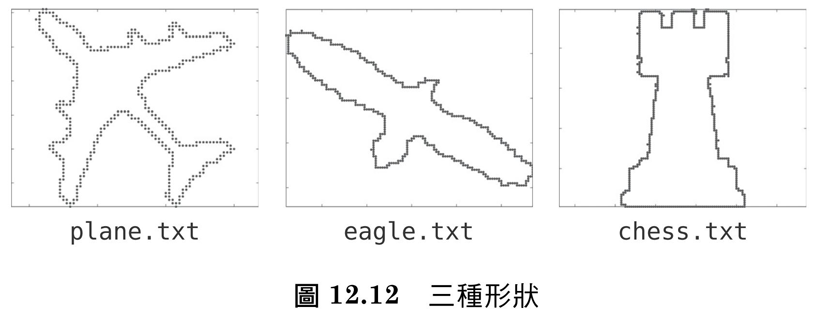 plane.txt eagle.txt chess.txt
圖 12.12 三種形狀